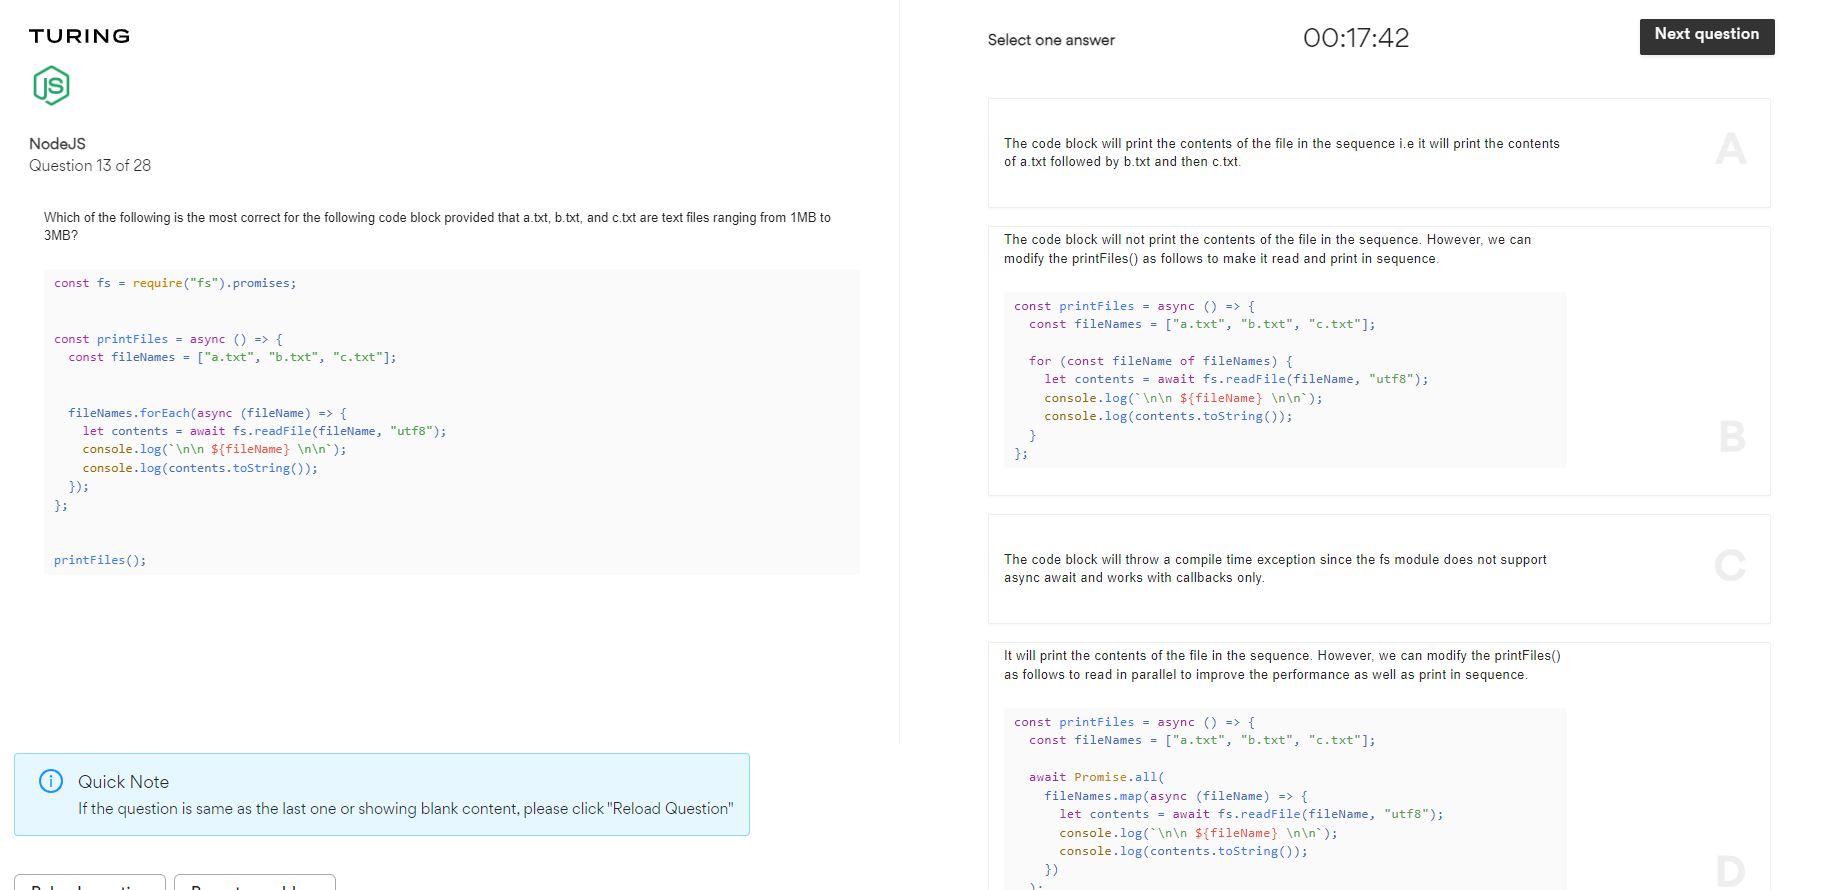 TURING
JS
NodeJS
Question 13 of 28
Which of the following is the most correct for the following code block provided that a.txt, b.txt, and c.txt are text files ranging from 1MB to
3MB?
const fs = require("fs").promises;
const printFiles = async () => {
  const fileNames = ["a.txt", "b.txt", "c.txt"];
  fileNames.forEach(async (fileName) => {
    let contents = await fs.readFile(fileName, "utf8");
    console.log(`\n\n ${fileName} \n\n`);
    console.log(contents.toString());
  });
};
printFiles();
Quick Note
If the question is same as the last one or showing blank content, please click "Reload Question"
Select one answer
00:17:42
Next question
The code block will print the contents of the file in the sequence i.e it will print the contents
of a.txt followed by b.txt and then c.txt.
A
The code block will not print the contents of the file in the sequence. However, we can
modify the printFiles() as follows to make it read and print in sequence.
const printFiles = async () => {
  const fileNames = ["a.txt", "b.txt", "c.txt"];
  for (const fileName of fileNames) {
    let contents = await fs.readFile(fileName, "utf8");
    console.log(`\n\n ${fileName} \n\n`);
    console.log(contents.toString());
  }
};
B
The code block will throw a compile time exception since the fs module does not support
async await and works with callbacks only.
C
It will print the contents of the file in the sequence. However, we can modify the printFiles()
as follows to read in parallel to improve the performance as well as print in sequence.
const printFiles = async () => {
  const fileNames = ["a.txt", "b.txt", "c.txt"];
  await Promise.all(
    fileNames.map(async (fileName) => {
      let contents = await fs.readFile(fileName, "utf8");
      console.log(`\n\n ${fileName} \n\n`);
      console.log(contents.toString());
    })
  );
D